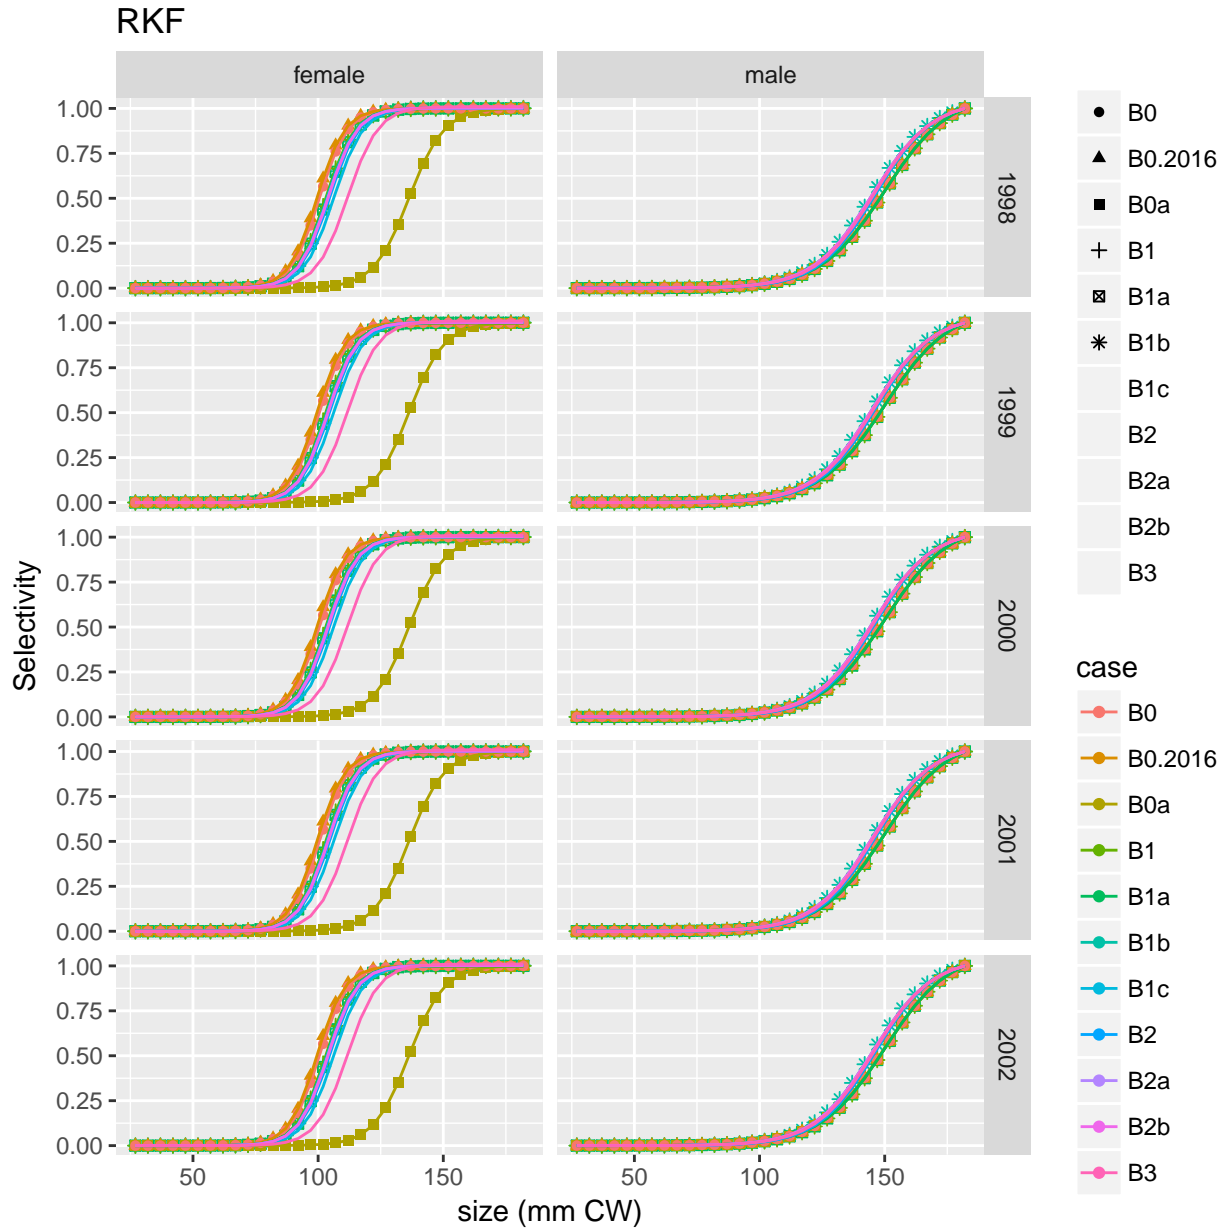 RKF
female
male
1.00
0.75
0.50
0.25
0.00
1998
1.00
0.75
0.50
0.25
0.00
1999
1.00
0.75
0.50
0.25
0.00
2000
1.00
0.75
0.50
0.25
0.00
2001
1.00
0.75
0.50
0.25
0.00
2002
50
100
150
50
100
150
size (mm CW)
Selectivity
B0
B0.2016
B0a
B1
B1a
B1b
B1c
B2
B2a
B2b
B3
case
B0
B0.2016
B0a
B1
B1a
B1b
B1c
B2
B2a
B2b
B3